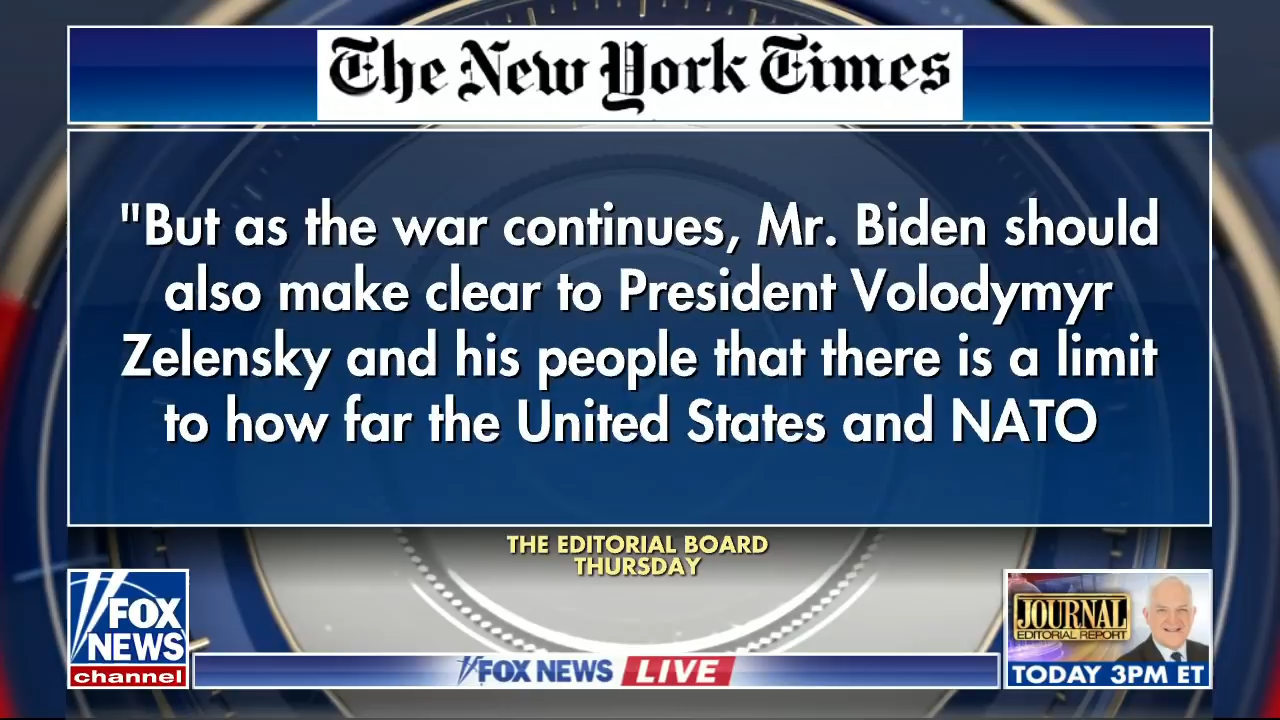 The New York Times
"But as the war continues, Mr. Biden should
also make clear to President Volodymyr
Zelensky and his people that there is a limit
to how far the United States and NATO
THE EDITORIAL BOARD
THURSDAY
FOX
NEWS
channel
FOX NEWS LIVE
JOURNAL
EDITORIAL REPORT
TODAY 3PM ET